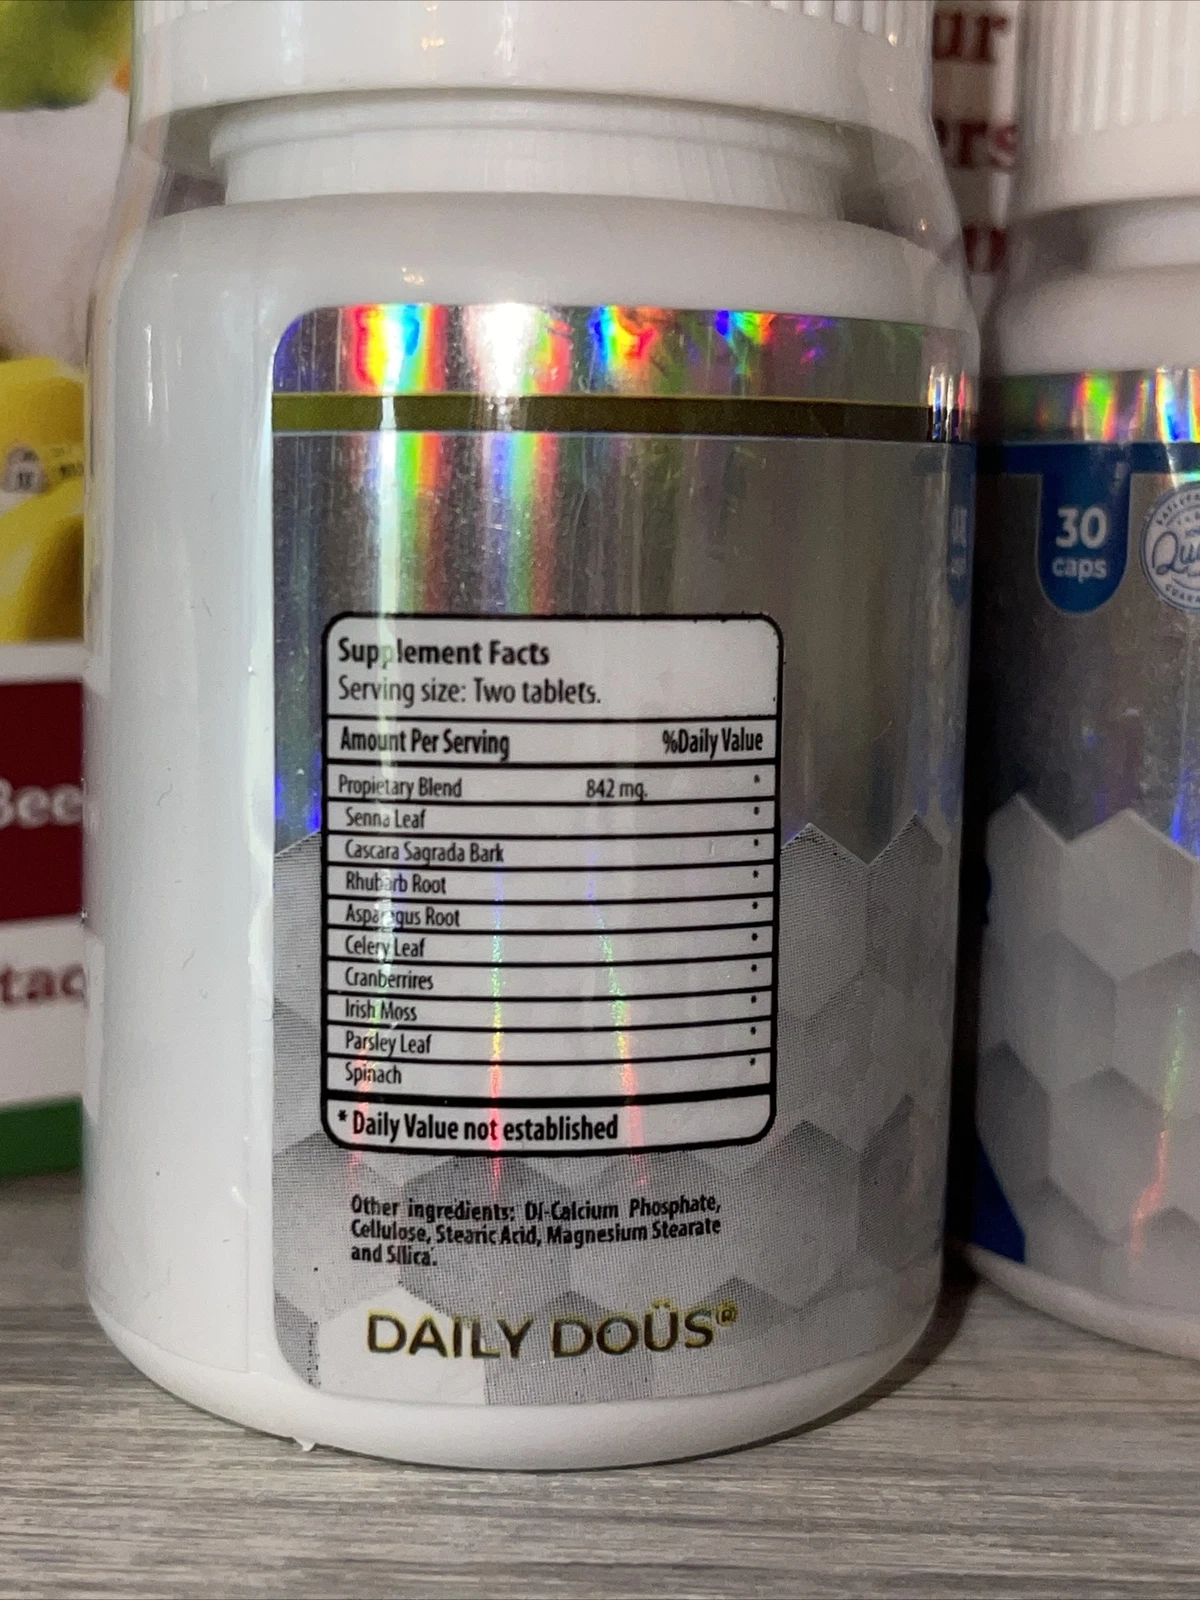 Supplement Facts
Serving size: Two tablets.
Amount Per Serving %Daily Value
Propietary Blend 842 mg. *
Senna Leaf *
Cascara Sagrada Bark *
Rhubarb Root *
Asparagus Root *
Celery Leaf *
Cranberrires *
Irish Moss *
Parsley Leaf *
Spinach *
* Daily Value not established
Other ingredients: Di-Calcium Phosphate,
Cellulose, Stearic Acid, Magnesium Stearate
and Silica.
DAILY DOÜS®
30
caps
Bee